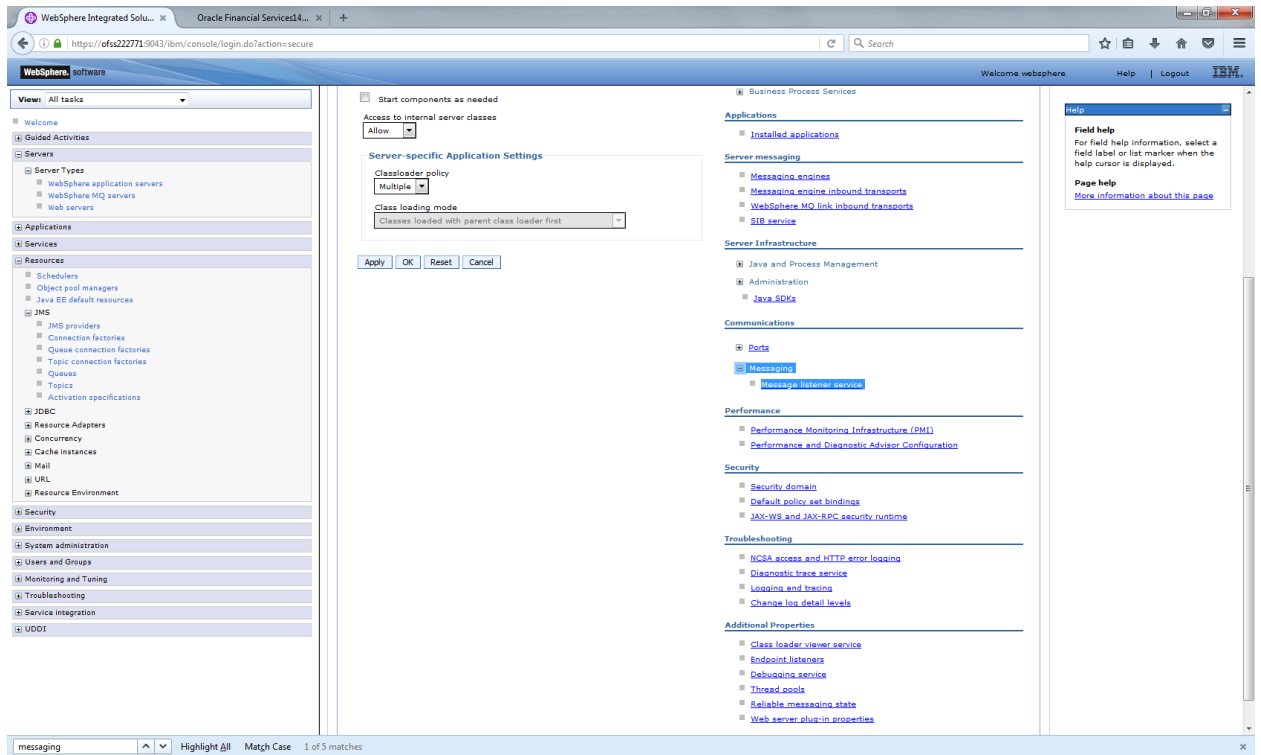 WebSphere Integrated Solu... ×
Oracle Financial Services14... ×
+
https://ofss222771:9043/ibm/console/login.do?action=secure
Search
WebSphere. software
Welcome websphere
Help | Logout
IBM.
View: All tasks
Welcome
Guided Activities
Servers
Server Types
WebSphere application servers
WebSphere MQ servers
Web servers
Applications
Services
Resources
Schedulers
Object pool managers
Java EE default resources
JMS
JMS providers
Connection factories
Queue connection factories
Topic connection factories
Queues
Topics
Activation specifications
JDBC
Resource Adapters
Concurrency
Cache instances
Mail
URL
Resource Environment
Security
Environment
System administration
Users and Groups
Monitoring and Tuning
Troubleshooting
Service integration
UDDI
Start components as needed
Access to internal server classes
Allow
Server-specific Application Settings
Classloader policy
Multiple
Class loading mode
Classes loaded with parent class loader first
Apply OK Reset Cancel
Business Process Services
Applications
Installed applications
Server messaging
Messaging engines
Messaging engine inbound transports
WebSphere MQ link inbound transports
SIB service
Server Infrastructure
Java and Process Management
Administration
Java SDKs
Communications
Ports
Messaging
Message listener service
Performance
Performance Monitoring Infrastructure (PMI)
Performance and Diagnostic Advisor Configuration
Security
Security domain
Default policy set bindings
JAX-WS and JAX-RPC security runtime
Troubleshooting
NCSA access and HTTP error logging
Diagnostic trace service
Logging and tracing
Change log detail levels
Additional Properties
Class loader viewer service
Endpoint listeners
Debugging service
Thread pools
Reliable messaging state
Web server plug-in properties
Help
Field help
For field help information, select a
field label or list marker when the
help cursor is displayed.
Page help
More information about this page
messaging
Highlight All Match Case 1 of 5 matches